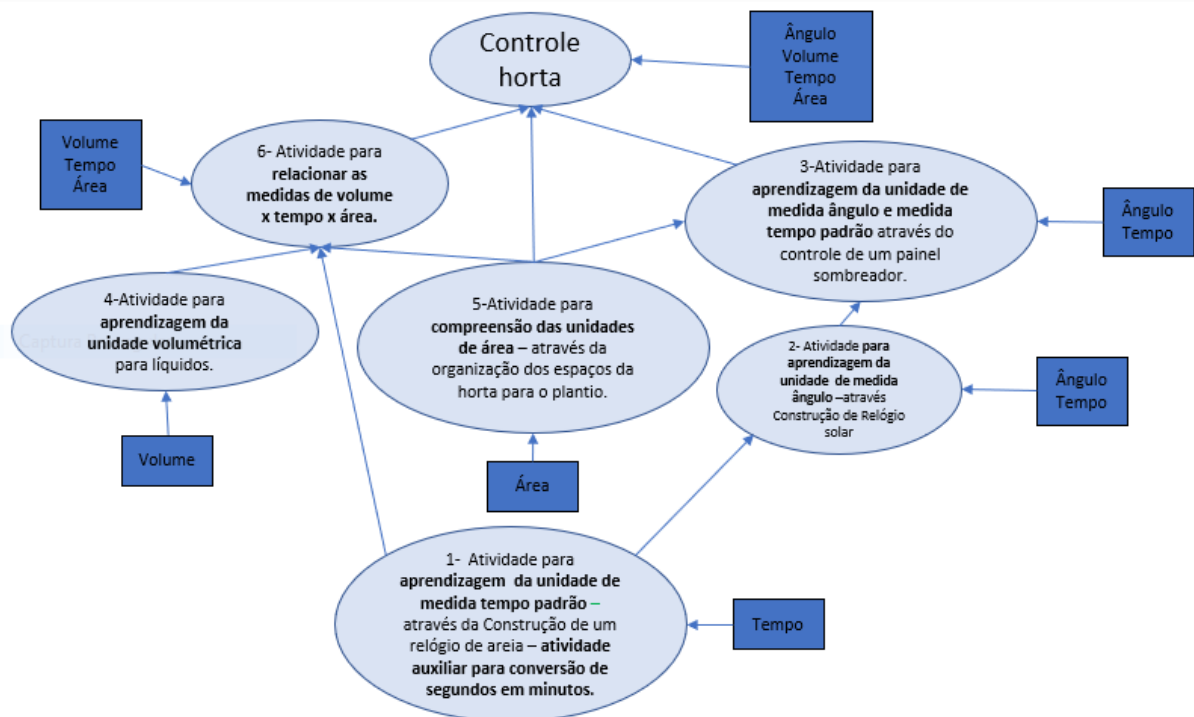 Controle
horta
Ângulo
Volume
Tempo
Área
Volume
Tempo
Área
6- Atividade para
relacionar as
medidas de volume
x tempo x área.
3-Atividade para
aprendizagem da unidade de
medida ângulo e medida
tempo padrão através do
controle de um painel
sombreador.
Ângulo
Tempo
4-Atividade para
aprendizagem da
unidade volumétrica
para líquidos.
Captura
5-Atividade para
compreensão das unidades
de área – através da
organização dos espaços da
horta para o plantio.
2- Atividade para
aprendizagem da
unidade de medida
ângulo –através
Construção de Relógio
solar
Ângulo
Tempo
Volume
Área
1- Atividade para
aprendizagem da unidade de
medida tempo padrão –
através da Construção de um
relógio de areia – atividade
auxiliar para conversão de
segundos em minutos.
Tempo